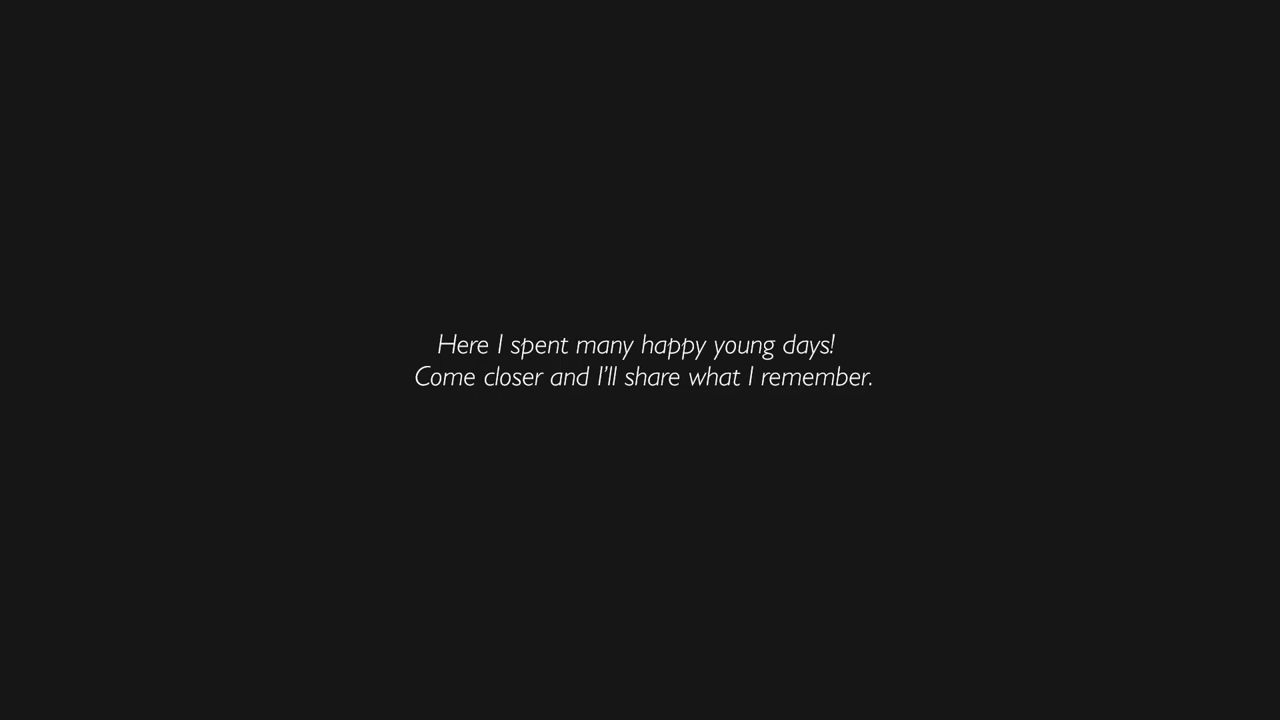 Here I spent many happy young days!
Come closer and I'll share what I remember.